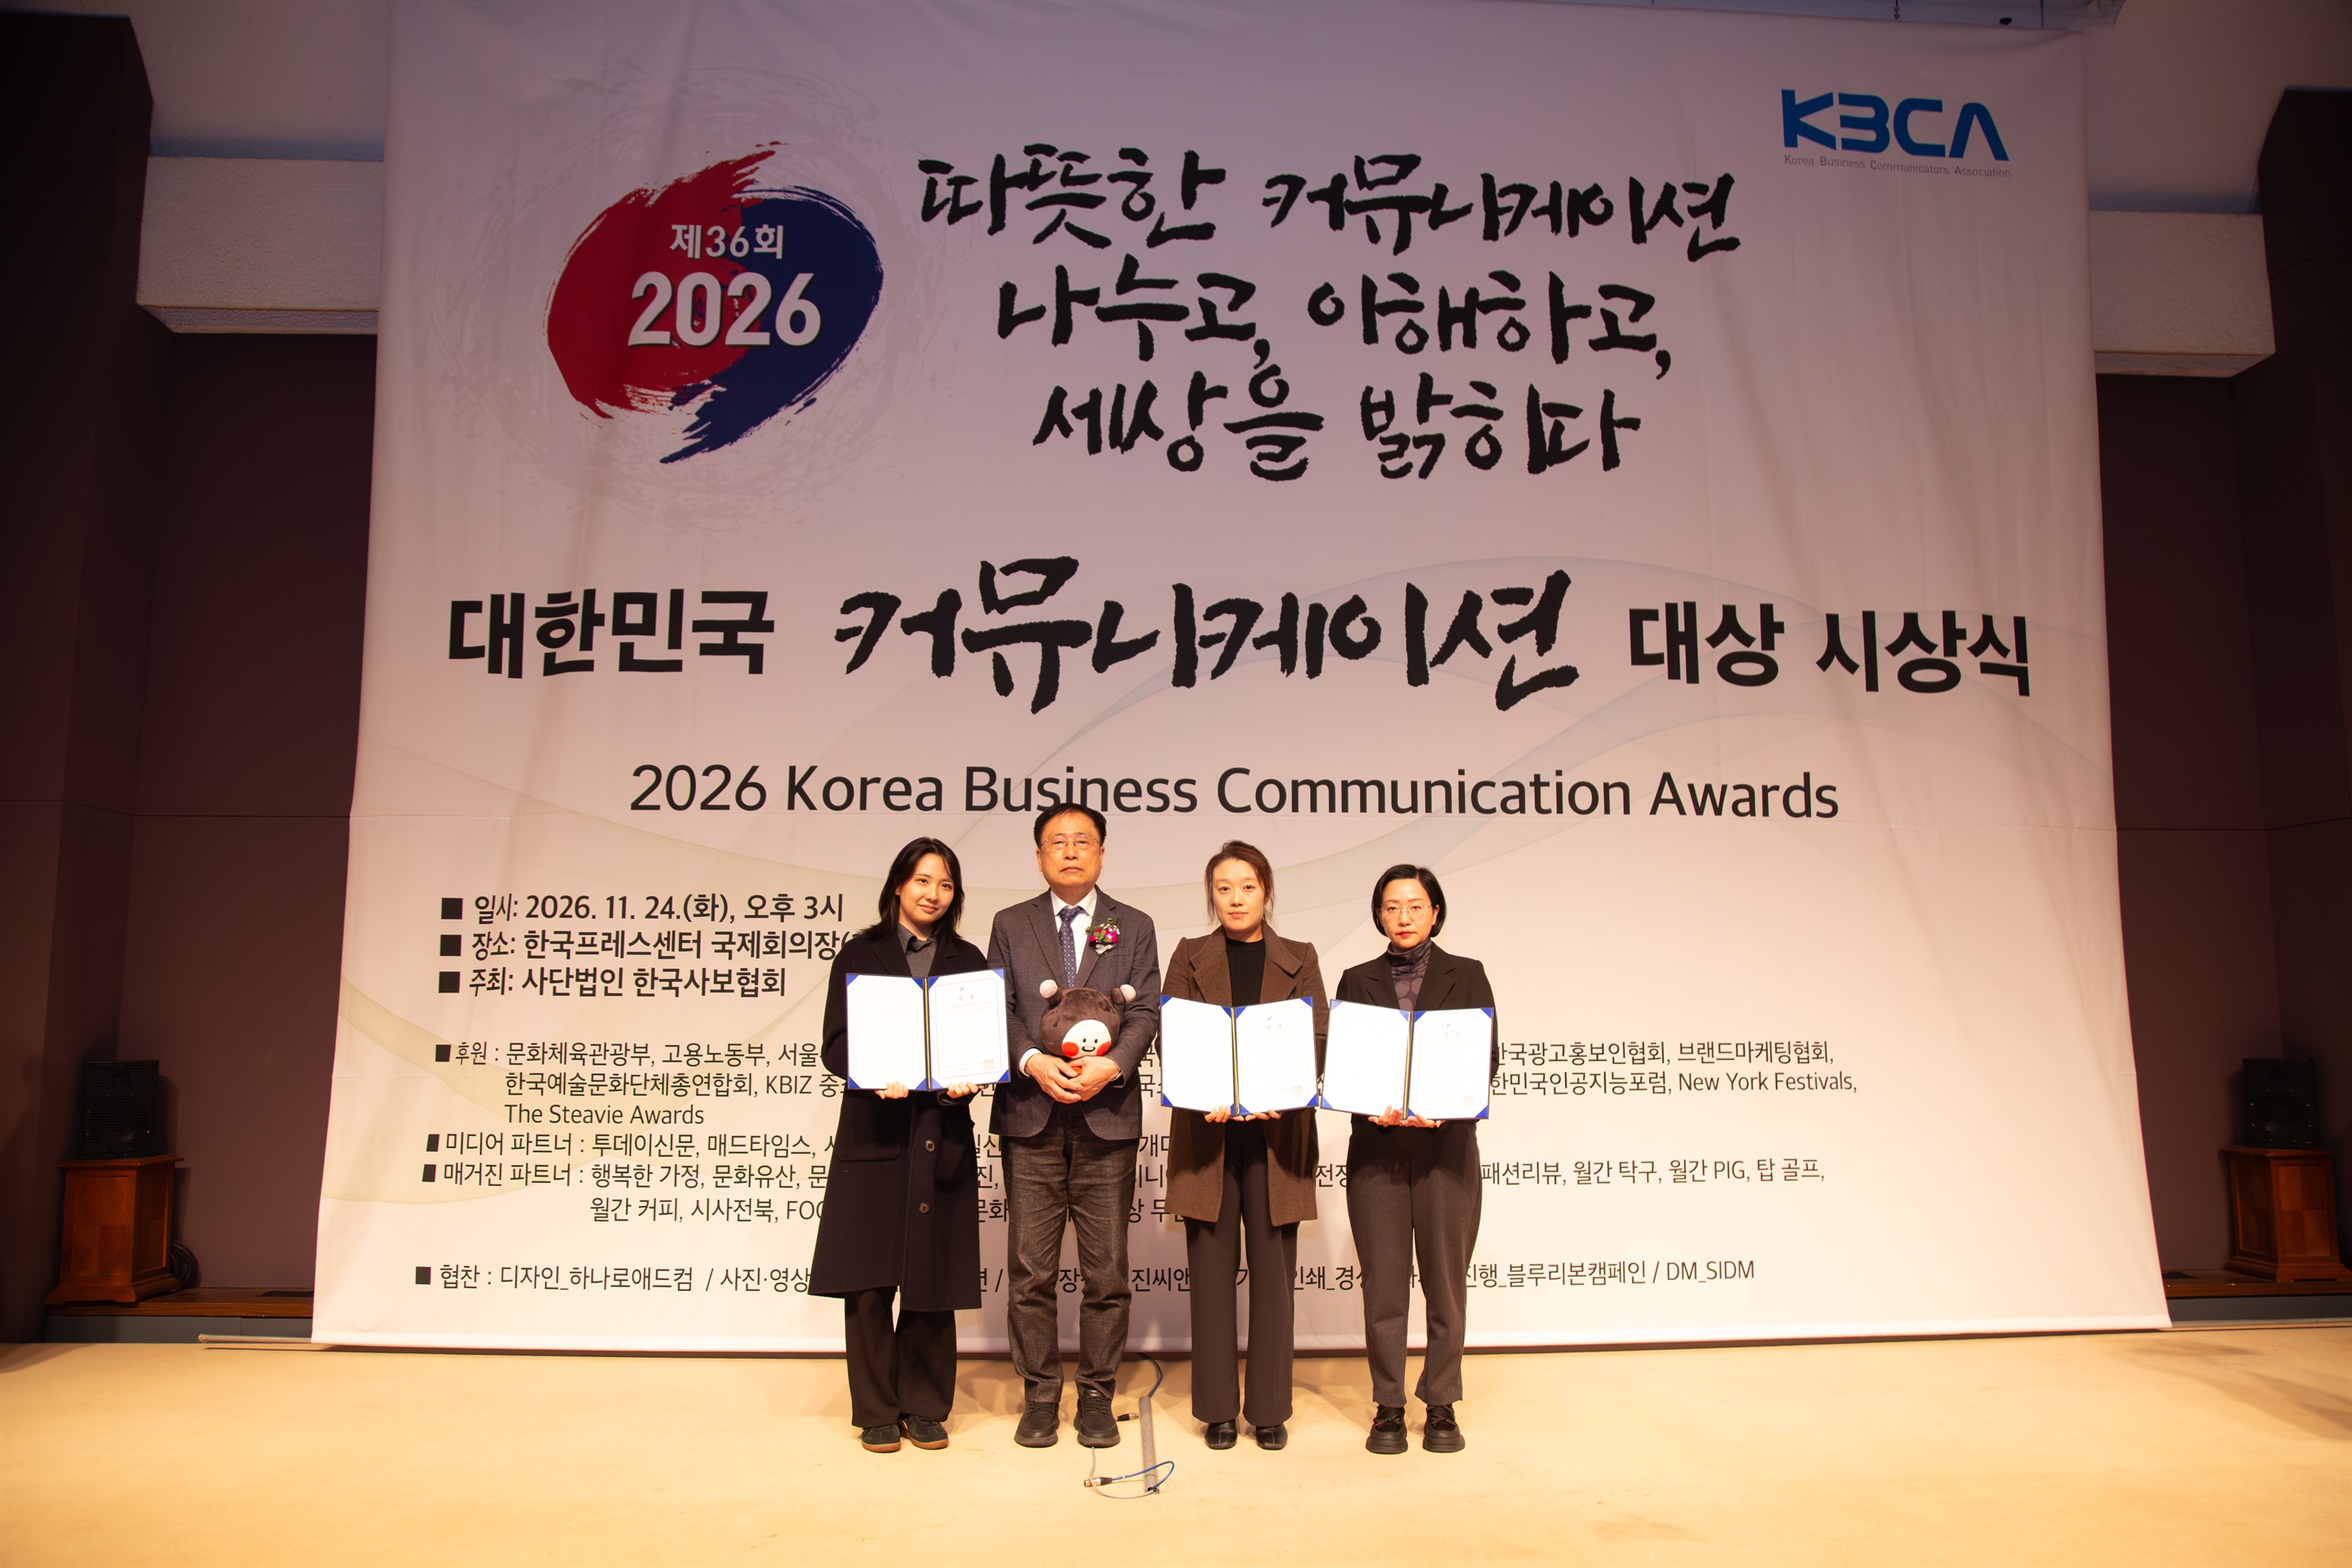 KBCA
Korea Business Communicators Association
제36회
2026
따뜻한 커뮤니케이션
나누고, 이해하고,
세상을 밝히다
대한민국 커뮤니케이션 대상 시상식
2026 Korea Business Communication Awards
■ 일시: 2026. 11. 24.(화), 오후 3시
■ 장소: 한국프레스센터 국제회의장(
■ 주최: 사단법인 한국사보협회
■ 후원 : 문화체육관광부, 고용노동부, 서울 한국광고홍보인협회, 브랜드마케팅협회,
한국예술문화단체총연합회, KBIZ 중소 한민국인공지능포럼, New York Festivals,
The Steavie Awards
■ 미디어 파트너 : 투데이신문, 매드타임스,
■ 매거진 파트너 : 행복한 가정, 문화유산, 패션리뷰, 월간 탁구, 월간 PIG, 탑 골프,
월간 커피, 시사전북,
■ 협찬 : 디자인_하나로애드컴 / 사진·영상 인쇄_ 진행_블루리본캠페인 / DM_SIDM